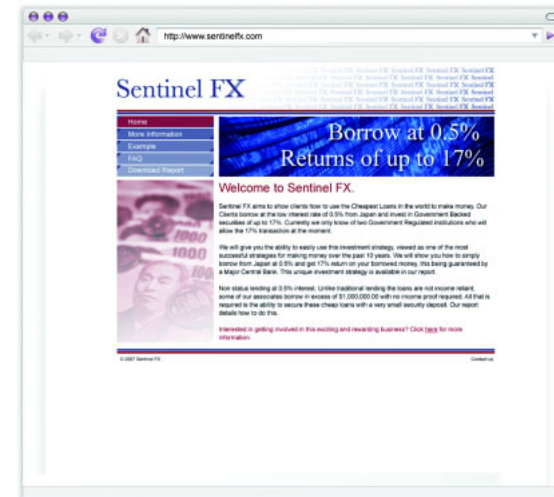 http://www.sentinelfx.com
Sentinel FX
Home
More Information
Example
FAQ
Download Report
Borrow at 0.5%
Returns of up to 17%
1000
1000
Welcome to Sentinel FX.
Sentinel FX aims to show clients how to use the Cheapest Loans in the world to make money. Our
Clients borrow at the low interest rate of 0.5% from Japan and invest in Government Backed
securities of up to 17%. Currently we only know of two Government Regulated institutions who will
allow the 17% transaction at the moment.
We will give you the ability to easily use this investment strategy, viewed as one of the most
successful strategies for making money over the past 10 years. We will show you how to simply
borrow from Japan at 0.5% and get 17% return on your borrowed money, this being guaranteed by
a Major Central Bank. This unique investment strategy is available in our report.
Non status lending at 0.5% interest. Unlike traditional lending the loans are not income reliant,
some of our associates borrow in excess of $1,000,000.00 with no income proof required. All that is
required is the ability to secure these cheap loans with a very small security deposit. Our report
details how to do this.
Interested in getting involved in this exciting and rewarding business? Click here for more
information.
© 2007 Sentinel FX
Contact us